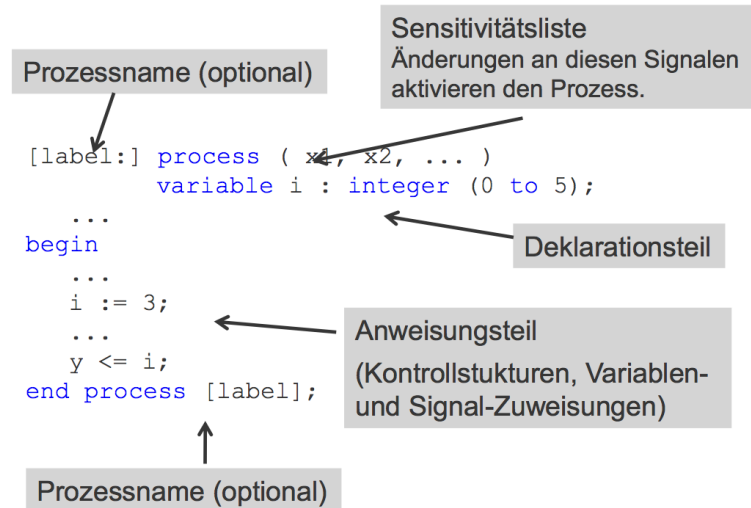 Sensitivitätsliste
Änderungen an diesen Signalen
aktivieren den Prozess.
Prozessname (optional)
[label:] process ( x1, x2, ... )
variable i : integer (0 to 5);
...
begin
Deklarationsteil
...
i := 3;
...
y <= i;
end process [label];
Anweisungsteil
(Kontrollstukturen, Variablen-
und Signal-Zuweisungen)
Prozessname (optional)